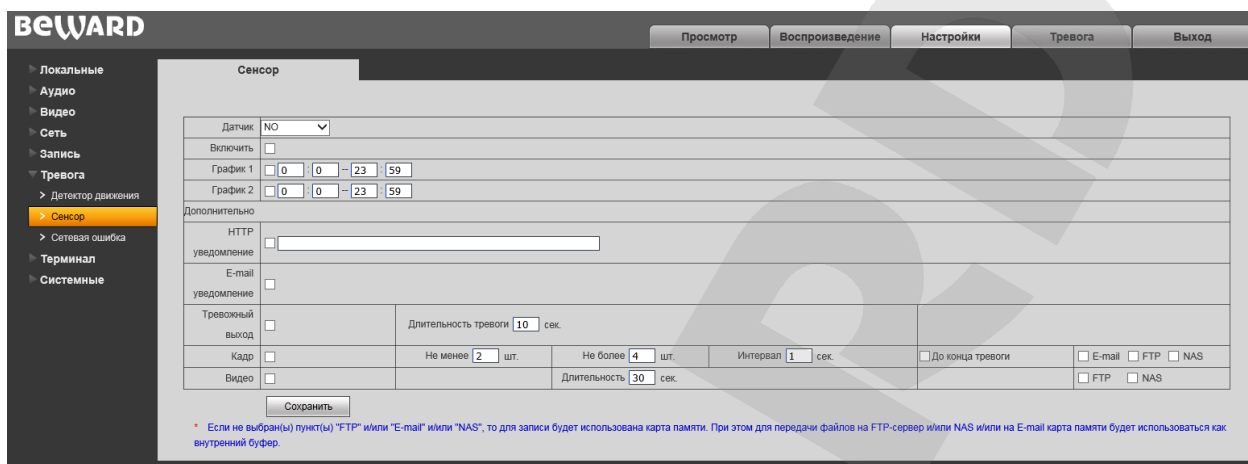 BEWARD
Просмотр Воспроизведение Настройки Тревога Выход
Локальные
Аудио
Видео
Сеть
Запись
Тревога
Детектор движения
Сенсор
Сетевая ошибка
Терминал
Системные
Сенсор
Датчик NO
Включить
График 1 0 : 0 -- 23 : 59
График 2 0 : 0 -- 23 : 59
Дополнительно
HTTP
уведомление
E-mail
уведомление
Тревожный
выход
Длительность тревоги 10 сек.
Кадр Не менее 2 шт. Не более 4 шт. Интервал 1 сек. До конца тревоги E-mail FTP NAS
Видео Длительность 30 сек. FTP NAS
Сохранить
* Если не выбран(ы) пункт(ы) "FTP" и/или "E-mail" и/или "NAS", то для записи будет использована карта памяти. При этом для передачи файлов на FTP-сервер и/или NAS и/или на E-mail карта памяти будет использоваться как
внутренний буфер.